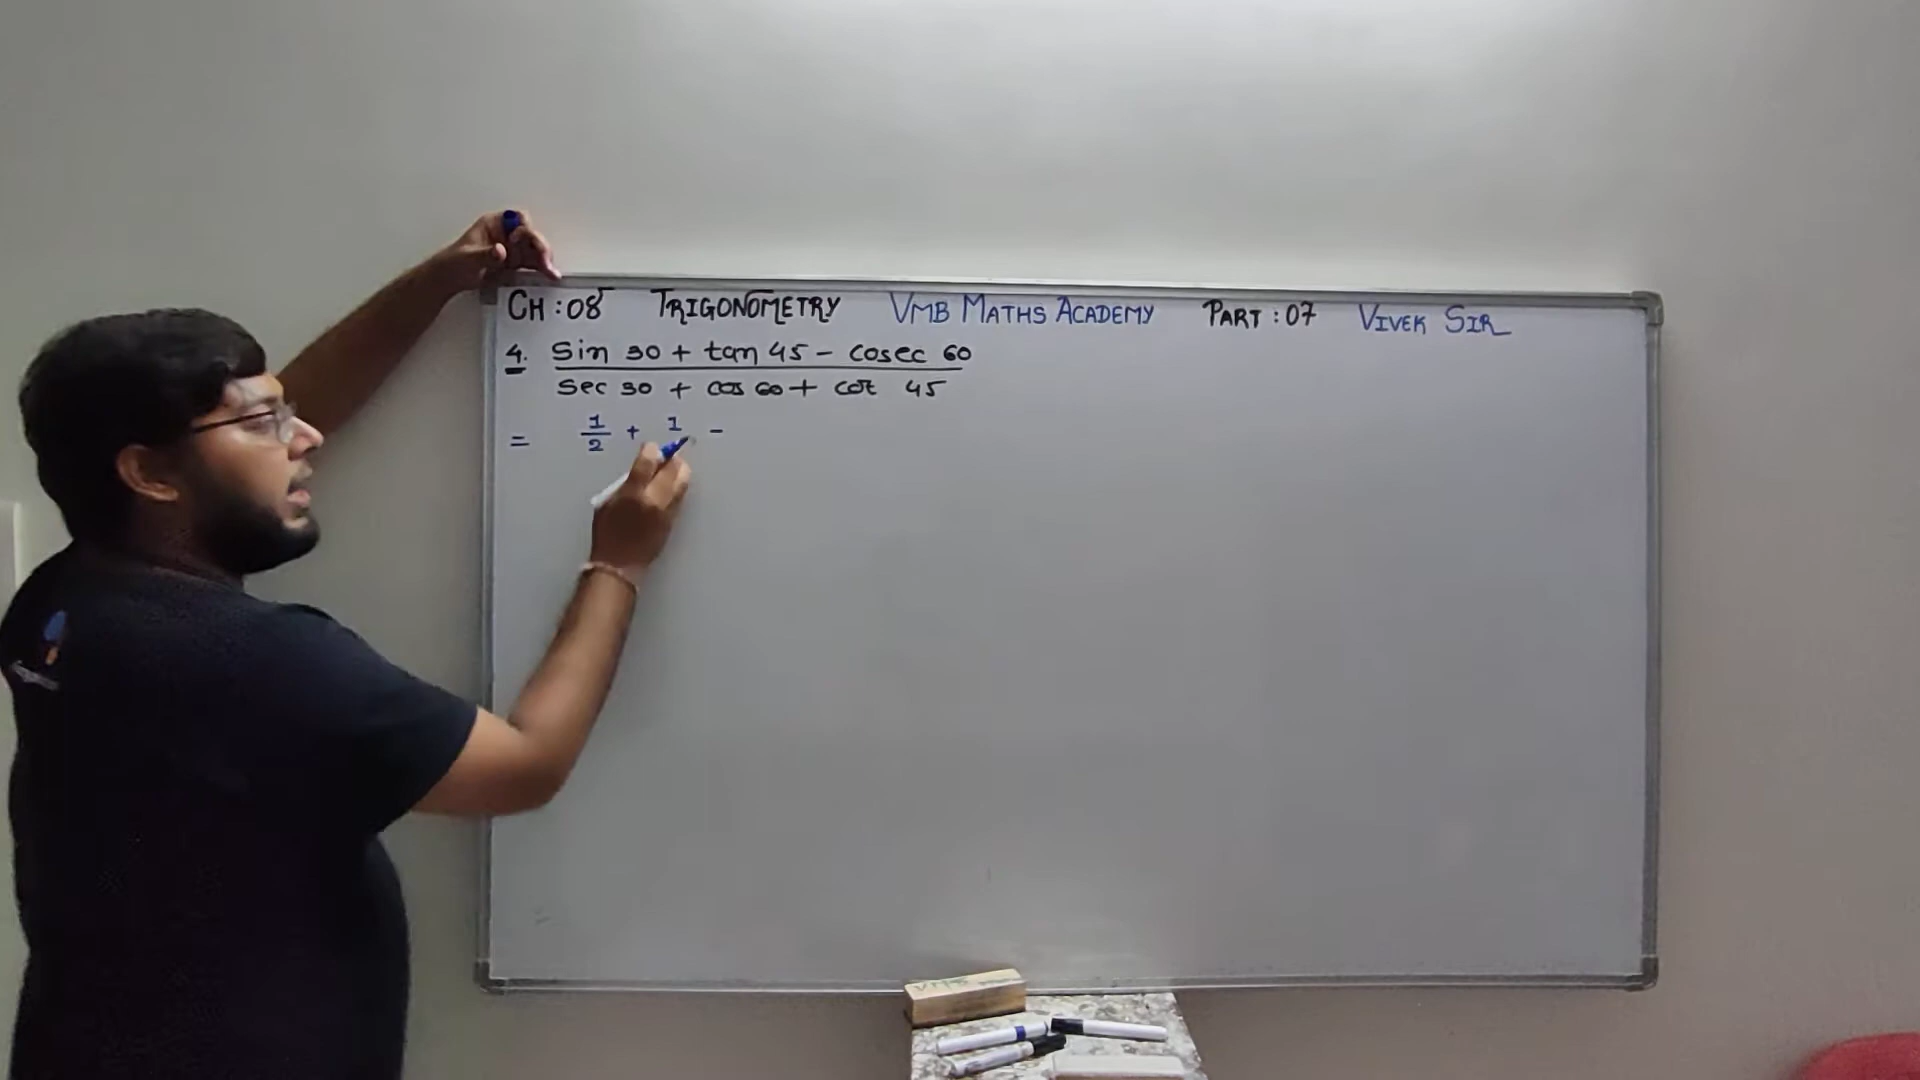 CH : 08 TRIGONOMETRY VMB MATHS ACADEMY PART : 07 VIVEK SIR
4. Sin 30 + tan 45 - cosec 60
sec 30 + cos 60 + cot 45
= 1/2 + 1 -
VMB